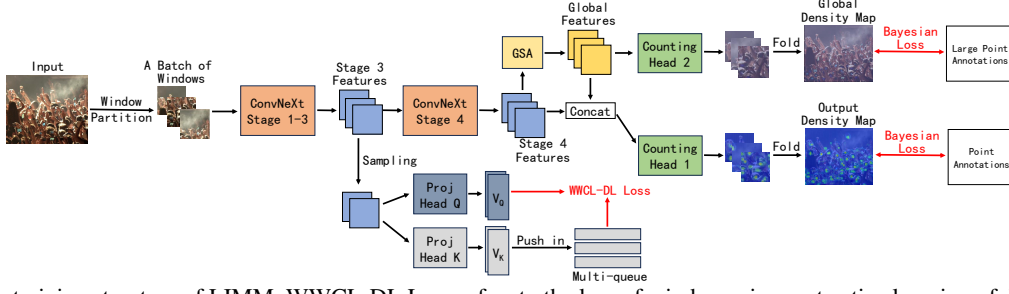 Input
Window
Partition
A Batch of
Windows
ConvNeXt
Stage 1-3
Stage 3
Features
ConvNeXt
Stage 4
Stage 4
Features
GSA
Global
Features
Concat
Counting
Head 2
Counting
Head 1
Fold
Fold
Global
Density Map
Output
Density Map
Bayesian
Loss
Bayesian
Loss
Large Point
Annotations
Point
Annotations
Sampling
Proj
Head Q
V_Q
WWCL-DL Loss
Proj
Head K
V_K
Push in
Multi-queue